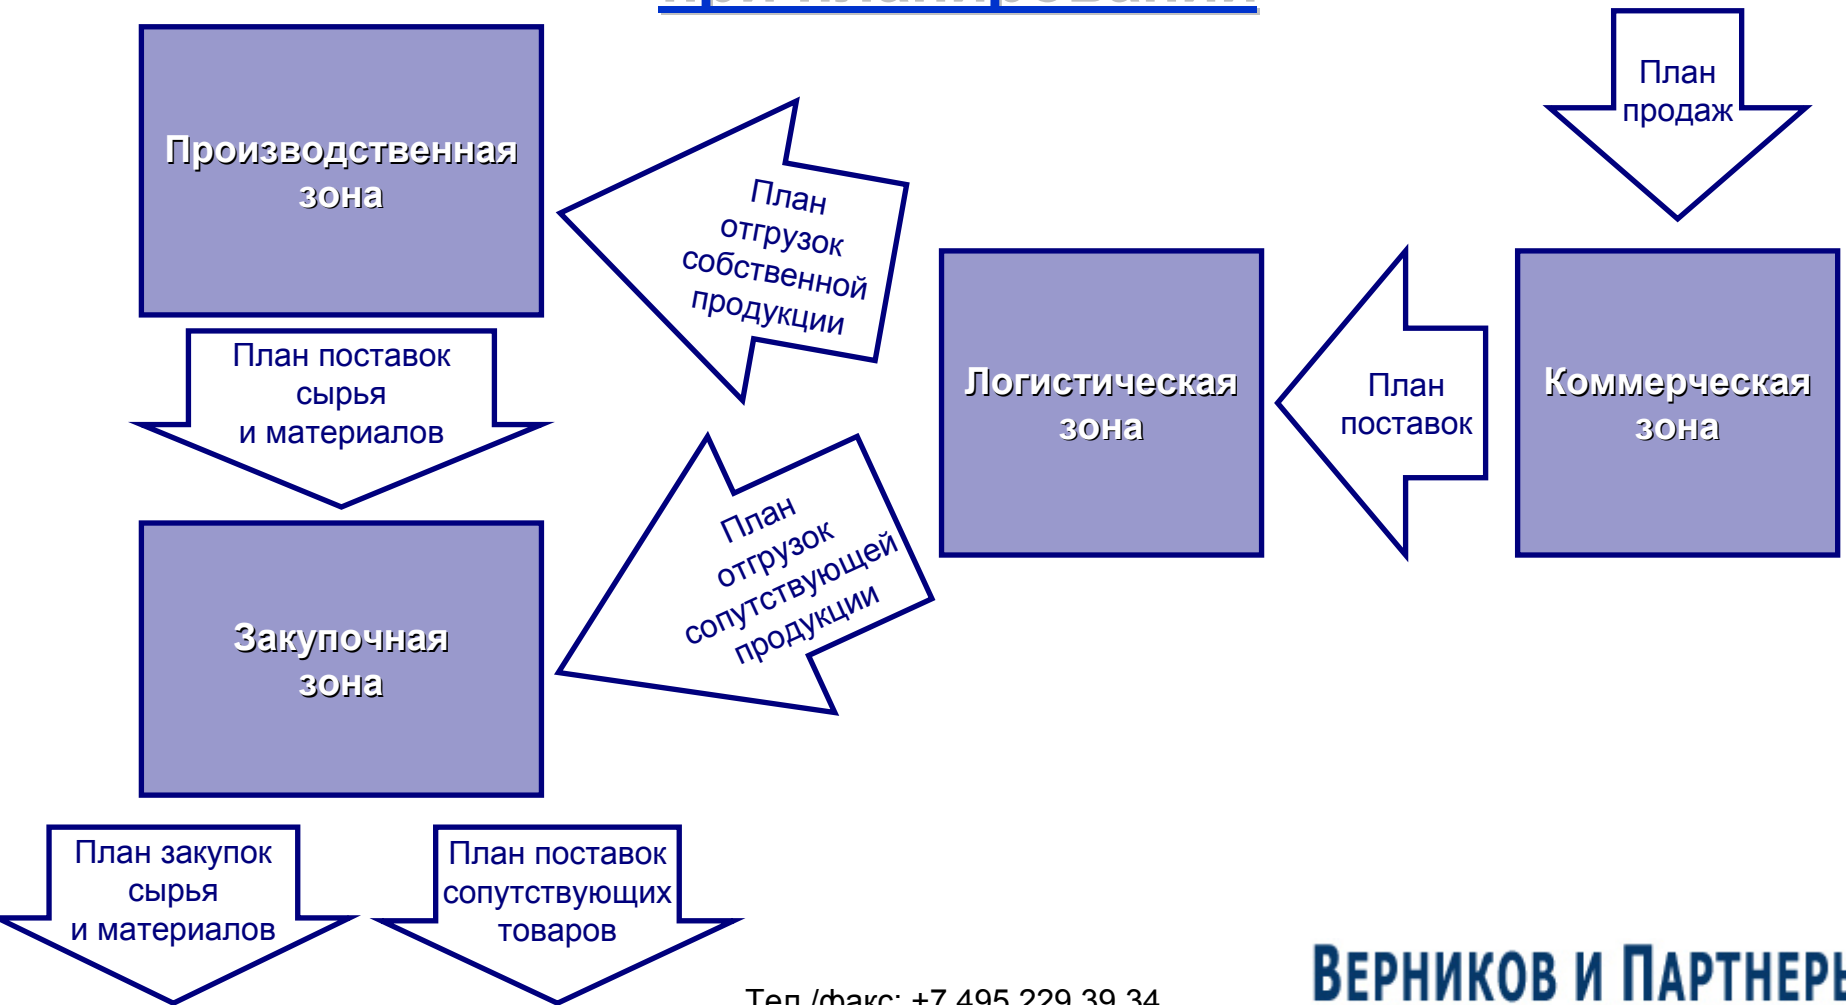 при планировании
План
продаж
Производственная
зона
План
отгрузок
собственной
продукции
Логистическая
зона
План
поставок
Коммерческая
зона
План поставок
сырья
и материалов
План
отгрузок
сопутствующей
продукции
Закупочная
зона
План закупок
сырья
и материалов
План поставок
сопутствующих
товаров
Тел./факс: +7 495 229 39 34
ВЕРНИКОВ И ПАРТНЕРЫ